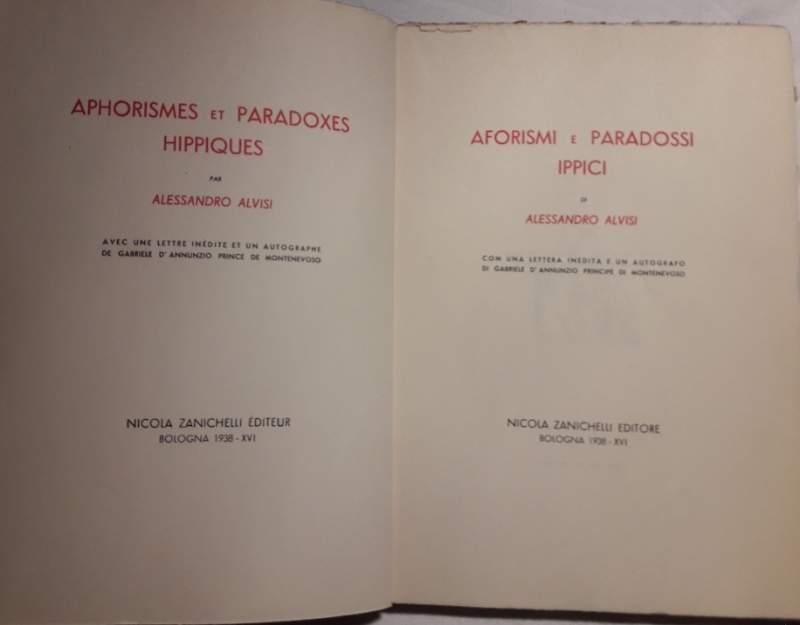 APHORISMES ET PARADOXES
HIPPIQUES
PAR
ALESSANDRO ALVISI
AVEC UNE LETTRE INÉDITE ET UN AUTOGRAPHE
DE GABRIELE D'ANNUNZIO PRINCE DE MONTENEVOSO
NICOLA ZANICHELLI ÉDITEUR
BOLOGNA 1938 - XVI
AFORISMI E PARADOSSI
IPPICI
DI
ALESSANDRO ALVISI
CON UNA LETTERA INEDITA E UN AUTOGRAFO
DI GABRIELE D'ANNUNZIO PRINCIPE DI MONTENEVOSO
NICOLA ZANICHELLI EDITORE
BOLOGNA 1938 - XVI